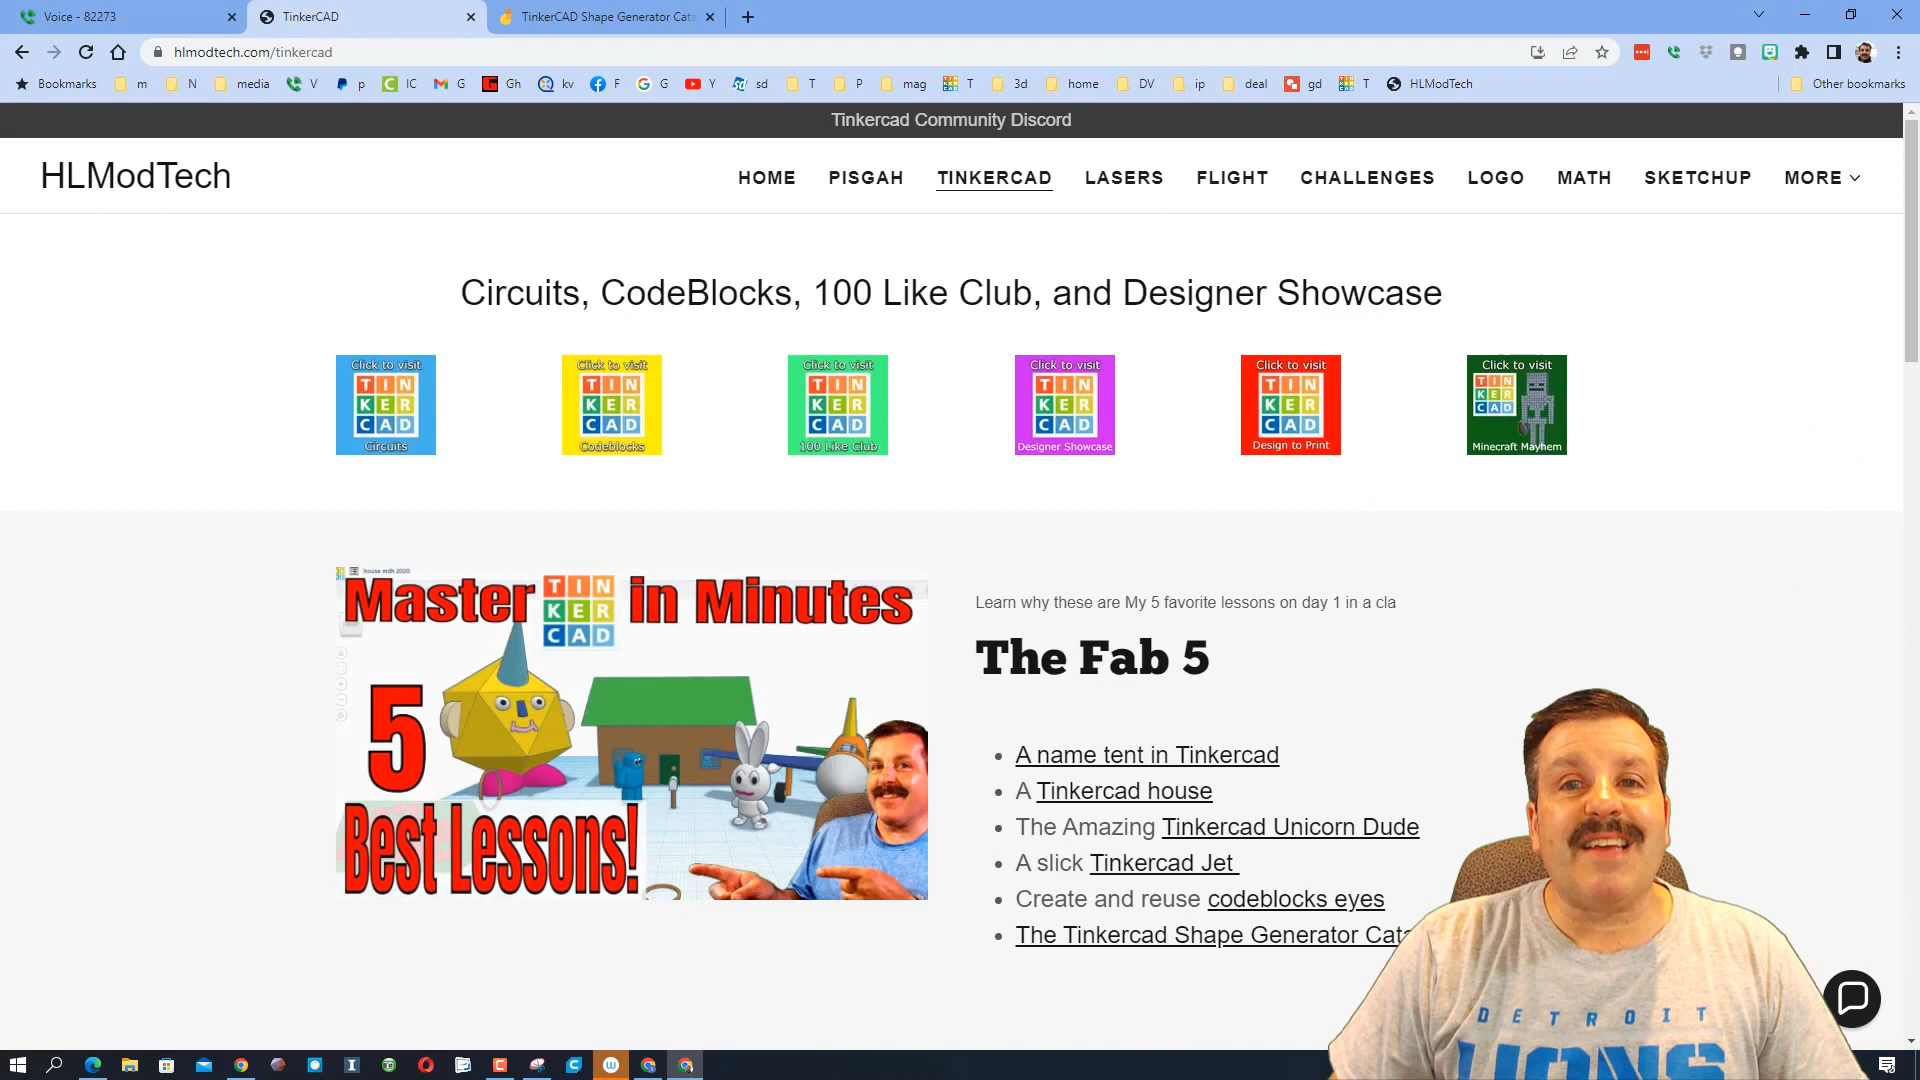 Voice - 82273
TinkerCAD
TinkerCAD Shape Generator Cata
hlmodtech.com/tinkercad
Bookmarks m N media V p IC G Gh kv F G Y sd T P mag T 3d home DV ip deal gd T HLModTech Other bookmarks
Tinkercad Community Discord
HLModTech
HOME PISGAH TINKERCAD LASERS FLIGHT CHALLENGES LOGO MATH SKETCHUP MORE
Circuits, CodeBlocks, 100 Like Club, and Designer Showcase
Click to visit
TIN
KER
CAD
Circuits
Click to visit
TIN
KER
CAD
Codeblocks
Click to visit
TIN
KER
CAD
100 Like Club
Click to visit
TIN
KER
CAD
Designer Showcase
Click to visit
TIN
KER
CAD
Design to Print
Click to visit
TIN
KER
CAD
Minecraft Mayhem
house mdh 2020
Master TIN KER CAD in Minutes
5
Best Lessons!
Learn why these are My 5 favorite lessons on day 1 in a cla
The Fab 5
A name tent in Tinkercad
A Tinkercad house
The Amazing Tinkercad Unicorn Dude
A slick Tinkercad Jet
Create and reuse codeblocks eyes
The Tinkercad Shape Generator Cata
DETROIT
LIONS